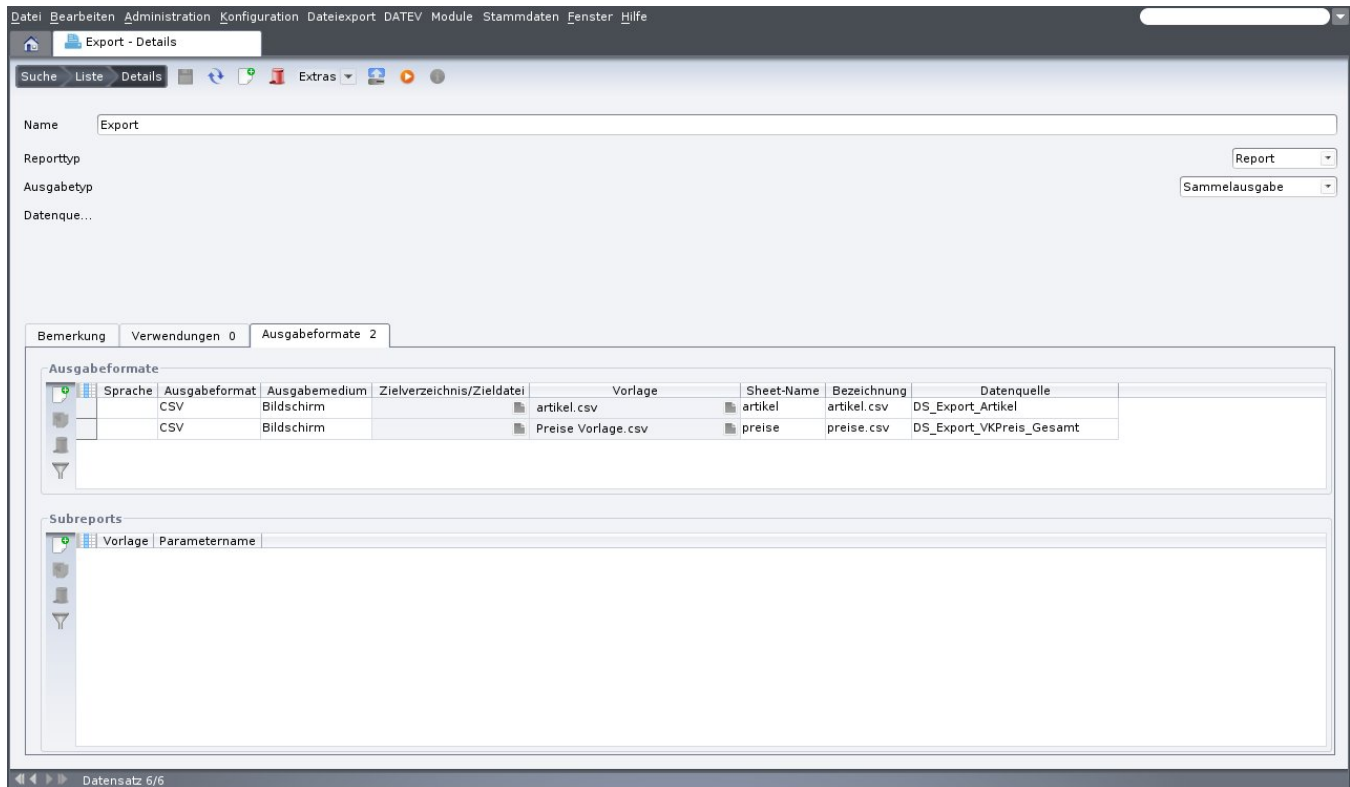 Datei Bearbeiten Administration Konfiguration Dateiexport DATEV Module Stammdaten Fenster Hilfe
Export - Details
Suche Liste Details Extras
Name Export
Reporttyp Report
Ausgabetyp Sammelausgabe
Datenque...
Bemerkung Verwendungen 0 Ausgabeformate 2
Ausgabeformate
Sprache Ausgabeformat Ausgabemedium Zielverzeichnis/Zieldatei Vorlage Sheet-Name Bezeichnung Datenquelle
CSV Bildschirm artikel.csv artikel artikel.csv DS_Export_Artikel
CSV Bildschirm Preise Vorlage.csv preise preise.csv DS_Export_VKPreis_Gesamt
Subreports
Vorlage Parametername
Datensatz 6/6